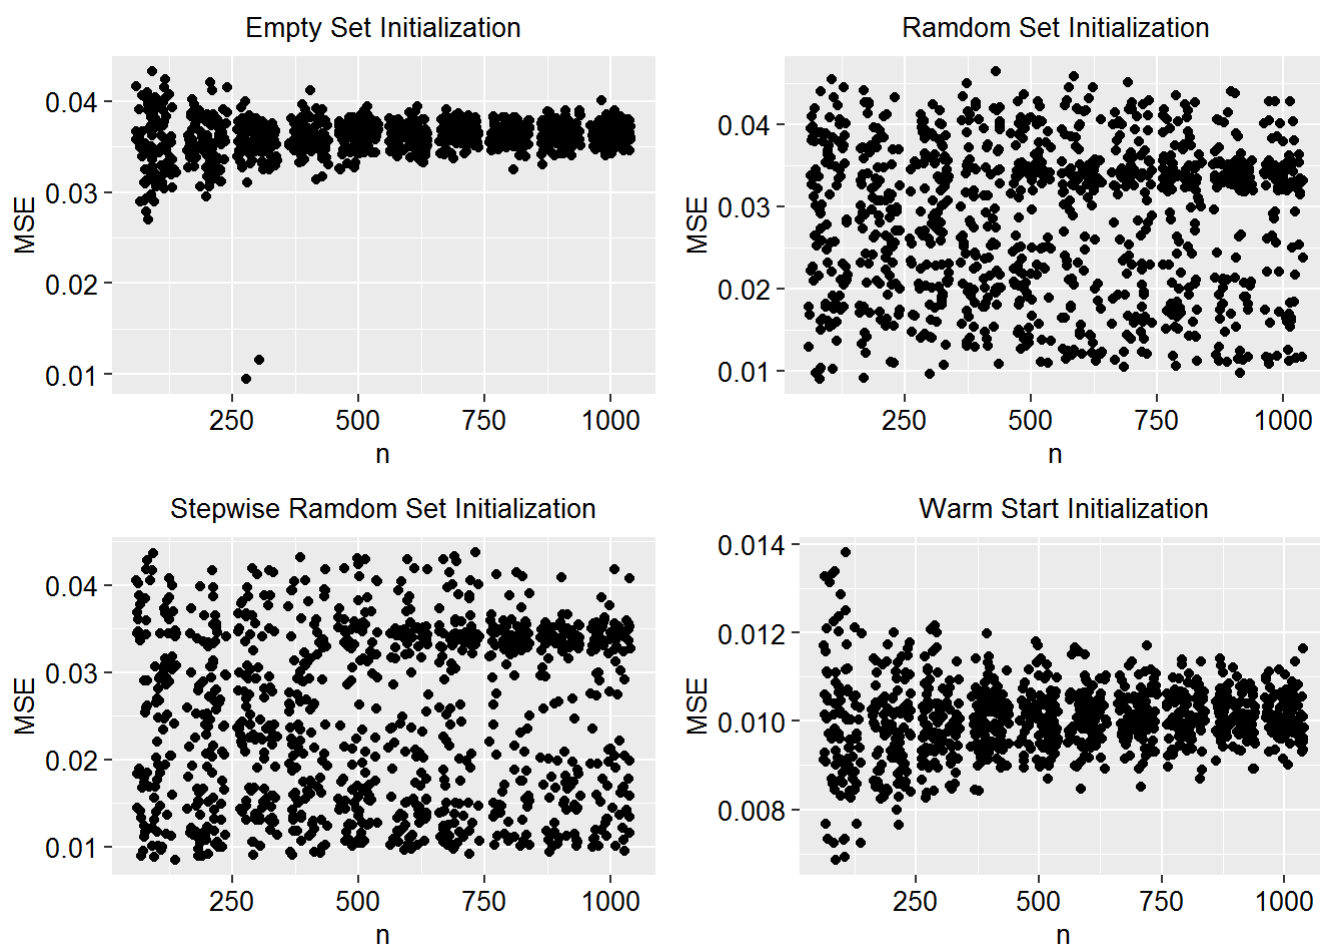 Empty Set Initialization
MSE
0.04
0.03
0.02
0.01
250 500 750 1000
n
Ramdom Set Initialization
MSE
0.04
0.03
0.02
0.01
250 500 750 1000
n
Stepwise Ramdom Set Initialization
MSE
0.04
0.03
0.02
0.01
250 500 750 1000
n
Warm Start Initialization
MSE
0.014
0.012
0.010
0.008
250 500 750 1000
n